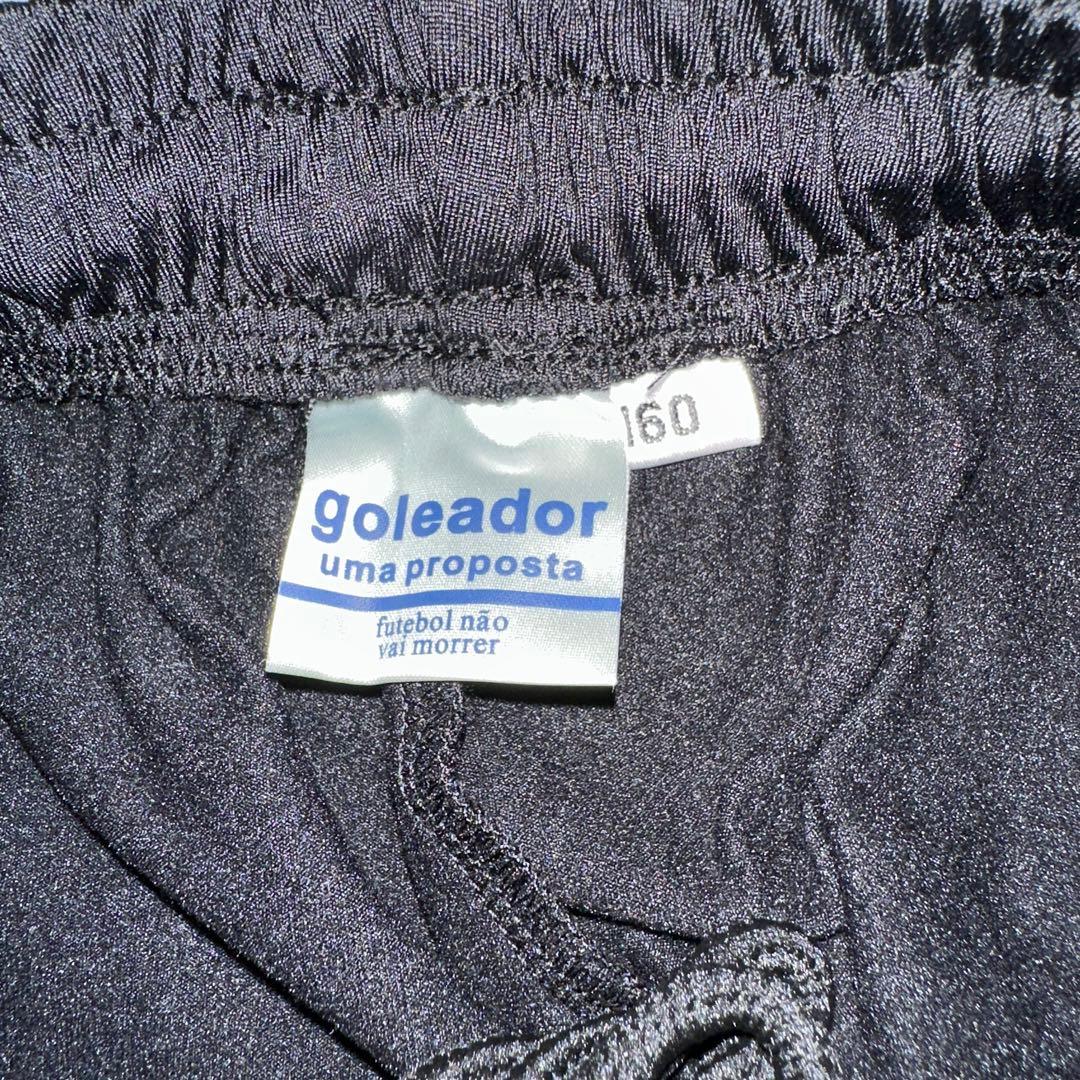 160
goleador
uma proposta
futebol não
vai morrer